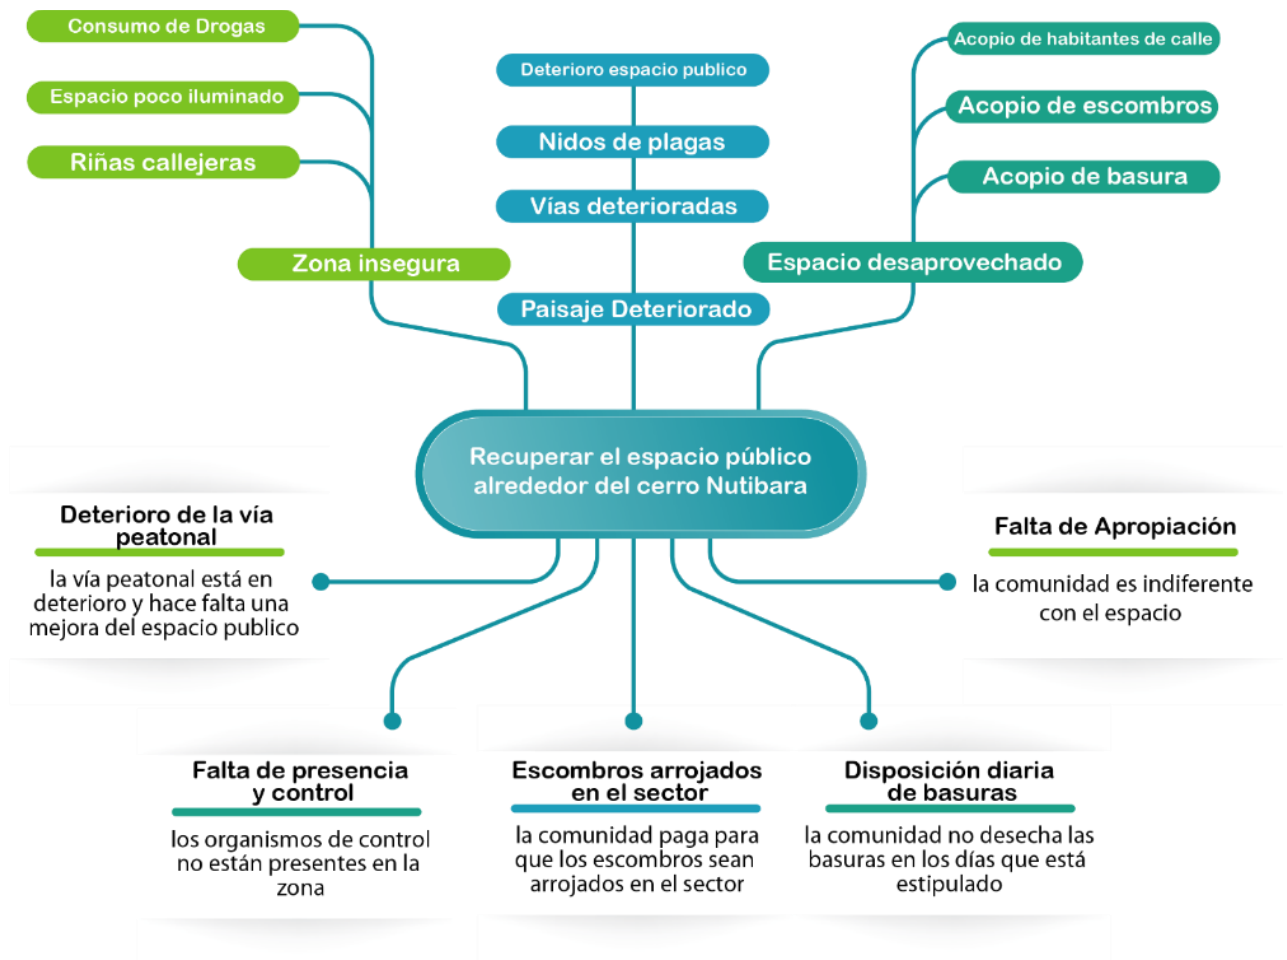 Consumo de Drogas
Espacio poco iluminado
Riñas callejeras
Zona insegura
Deterioro espacio publico
Nidos de plagas
Vías deterioradas
Paisaje Deteriorado
Acopio de habitantes de calle
Acopio de escombros
Acopio de basura
Espacio desaprovechado
Recuperar el espacio público
alrededor del cerro Nutibara
Deterioro de la vía
peatonal
la vía peatonal está en
deterioro y hace falta una
mejora del espacio publico
Falta de Apropiación
la comunidad es indiferente
con el espacio
Falta de presencia
y control
los organismos de control
no están presentes en la
zona
Escombros arrojados
en el sector
la comunidad paga para
que los escombros sean
arrojados en el sector
Disposición diaria
de basuras
la comunidad no desecha las
basuras en los días que está
estipulado